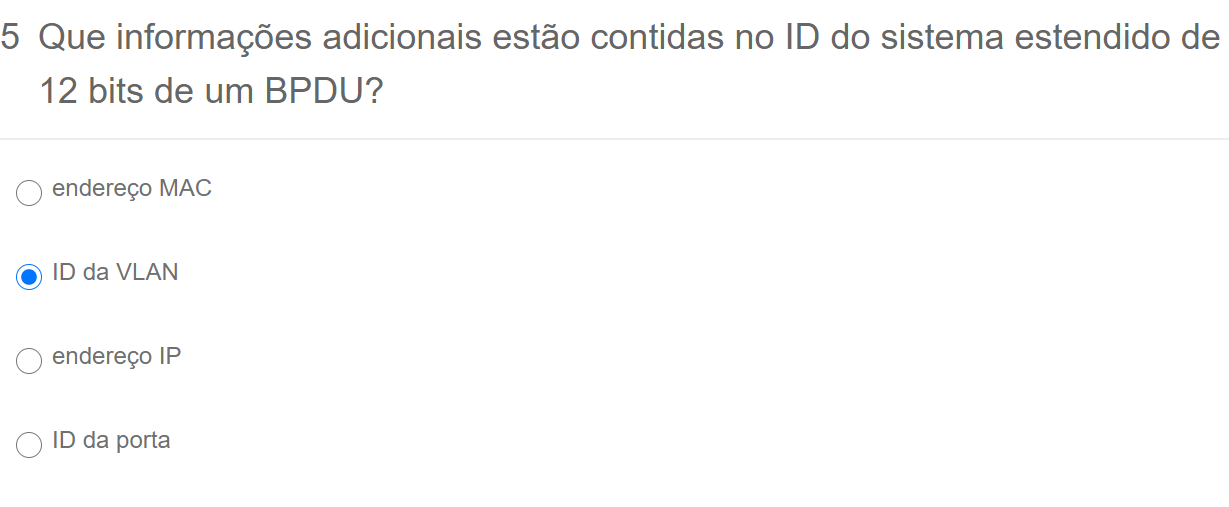 5 Que informações adicionais estão contidas no ID do sistema estendido de
12 bits de um BPDU?
endereço MAC
ID da VLAN
endereço IP
ID da porta